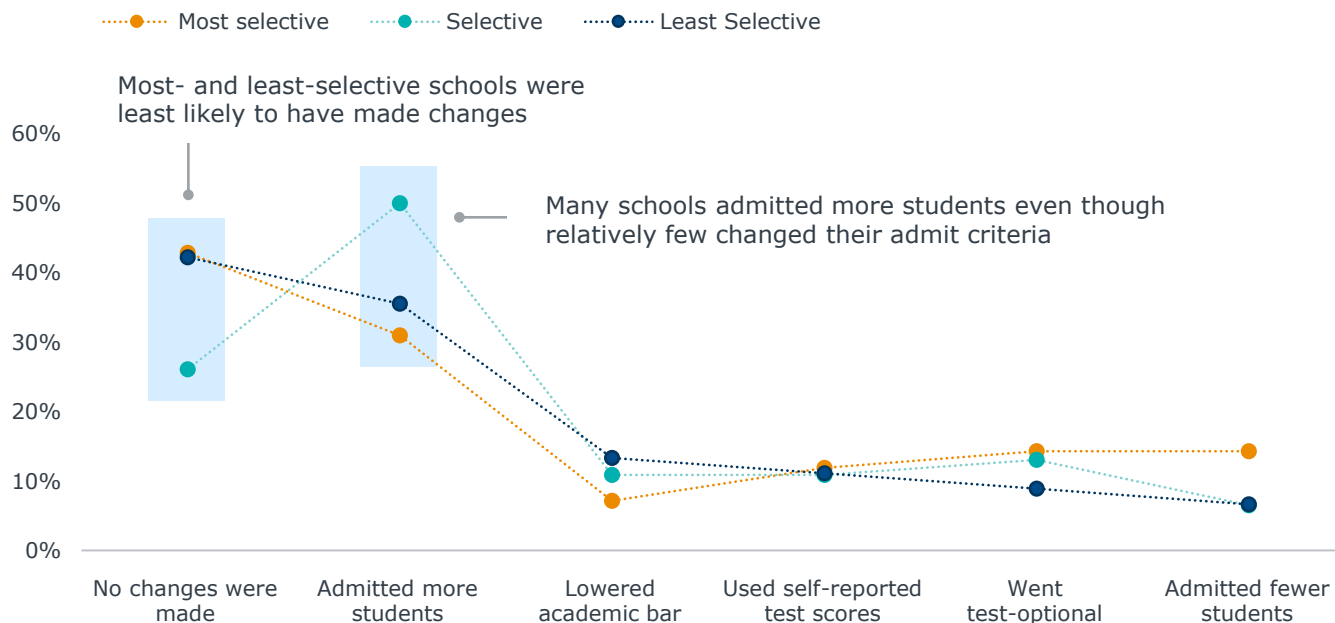 Most selective
Selective
Least Selective
Most- and least-selective schools were
least likely to have made changes
60%
50%
Many schools admitted more students even though
relatively few changed their admit criteria
40%
30%
20%
10%
0%
No changes were
made
Admitted more
students
Lowered
academic bar
Used self-reported
test scores
Went
test-optional
Admitted fewer
students